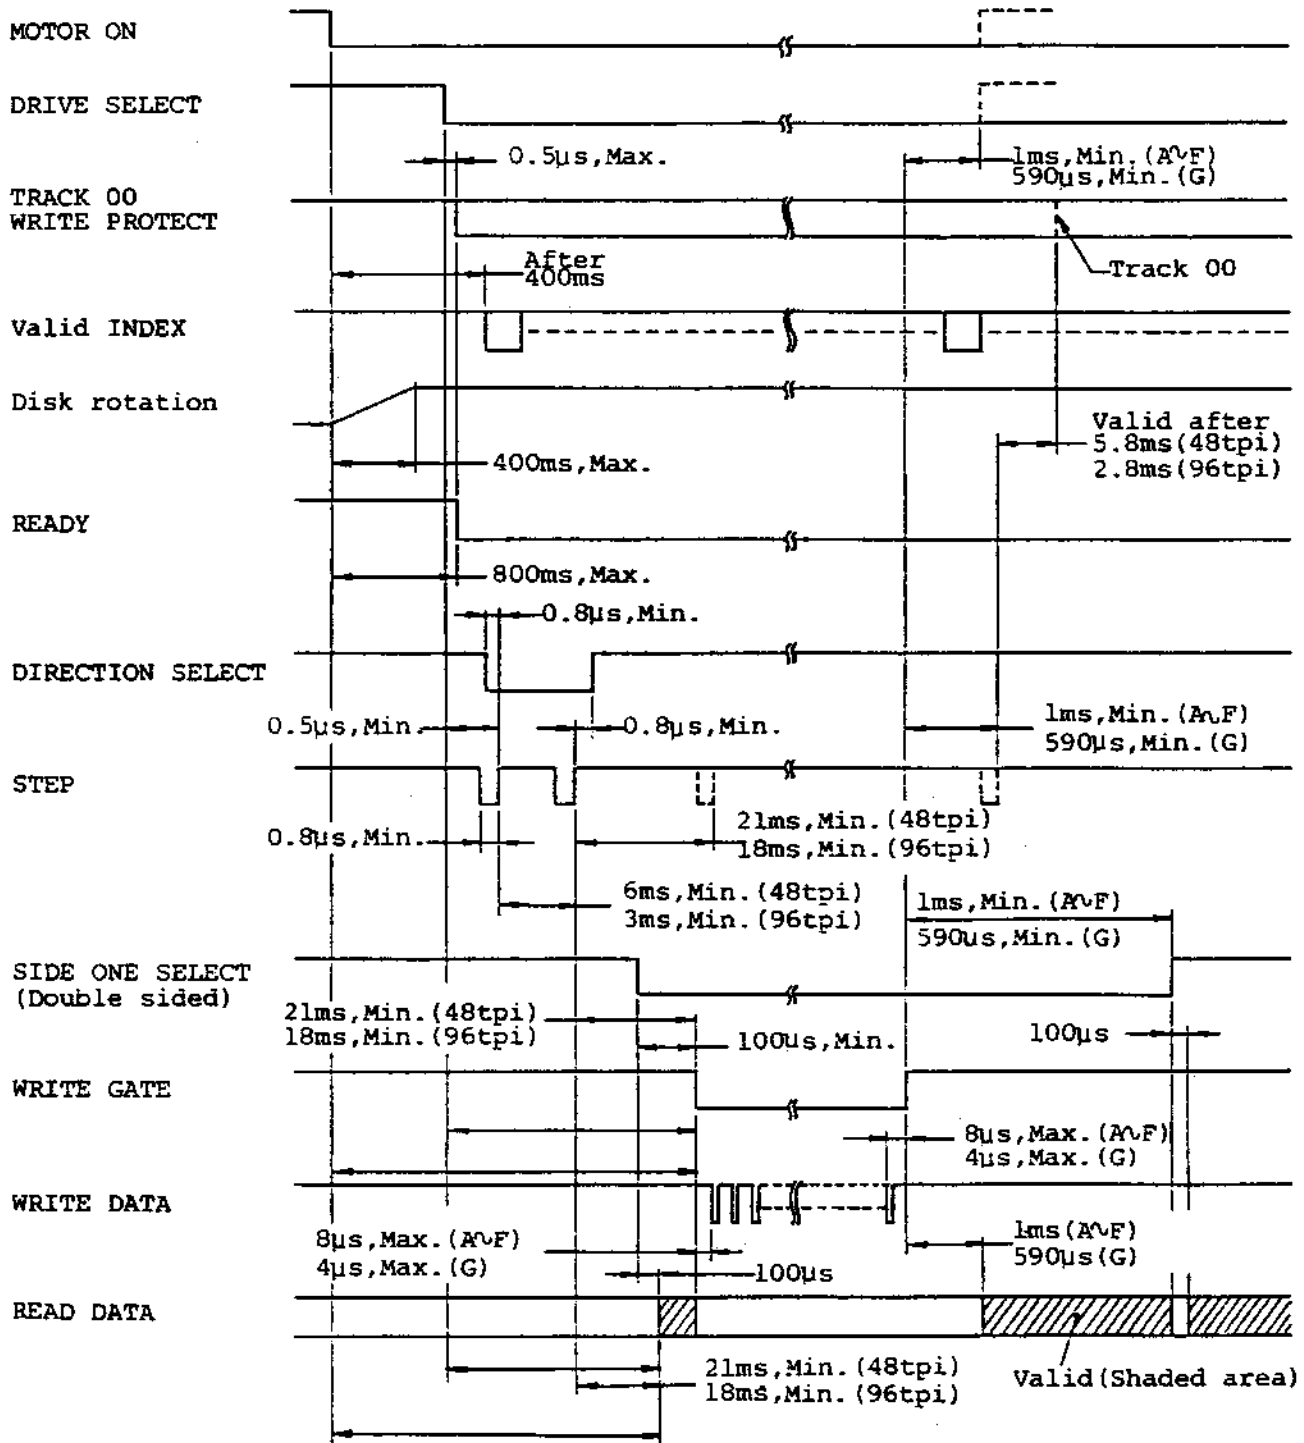 MOTOR ON
DRIVE SELECT
0.5µs,Max.
1ms,Min.(A∿F)
590µs,Min.(G)
TRACK 00
WRITE PROTECT
After
400ms
Track 00
Valid INDEX
Disk rotation
Valid after
5.8ms(48tpi)
2.8ms(96tpi)
400ms,Max.
READY
800ms,Max.
0.8µs,Min.
DIRECTION SELECT
0.5µs,Min.
0.8µs,Min.
1ms,Min.(A∿F)
590µs,Min.(G)
STEP
0.8µs,Min.
21ms,Min.(48tpi)
18ms,Min.(96tpi)
6ms,Min.(48tpi)
3ms,Min.(96tpi)
1ms,Min.(A∿F)
590us,Min.(G)
SIDE ONE SELECT
(Double sided)
21ms,Min.(48tpi)
18ms,Min.(96tpi)
100us,Min.
100µs
WRITE GATE
8µs,Max.(A∿F)
4µs,Max.(G)
WRITE DATA
8µs,Max.(A∿F)
4µs,Max.(G)
1ms(A∿F)
590µs(G)
100µs
READ DATA
21ms,Min.(48tpi)
18ms,Min.(96tpi)
Valid(Shaded area)